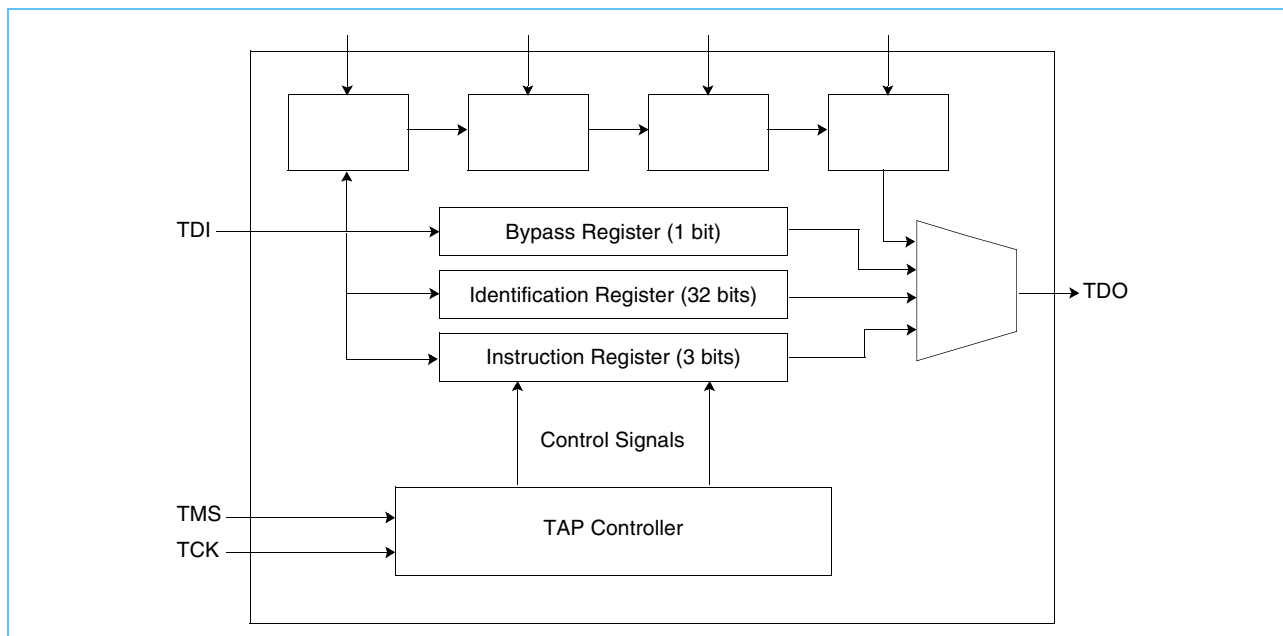 TDI
Bypass Register (1 bit)
Identification Register (32 bits)
TDO
Instruction Register (3 bits)
Control Signals
TMS
TAP Controller
TCK